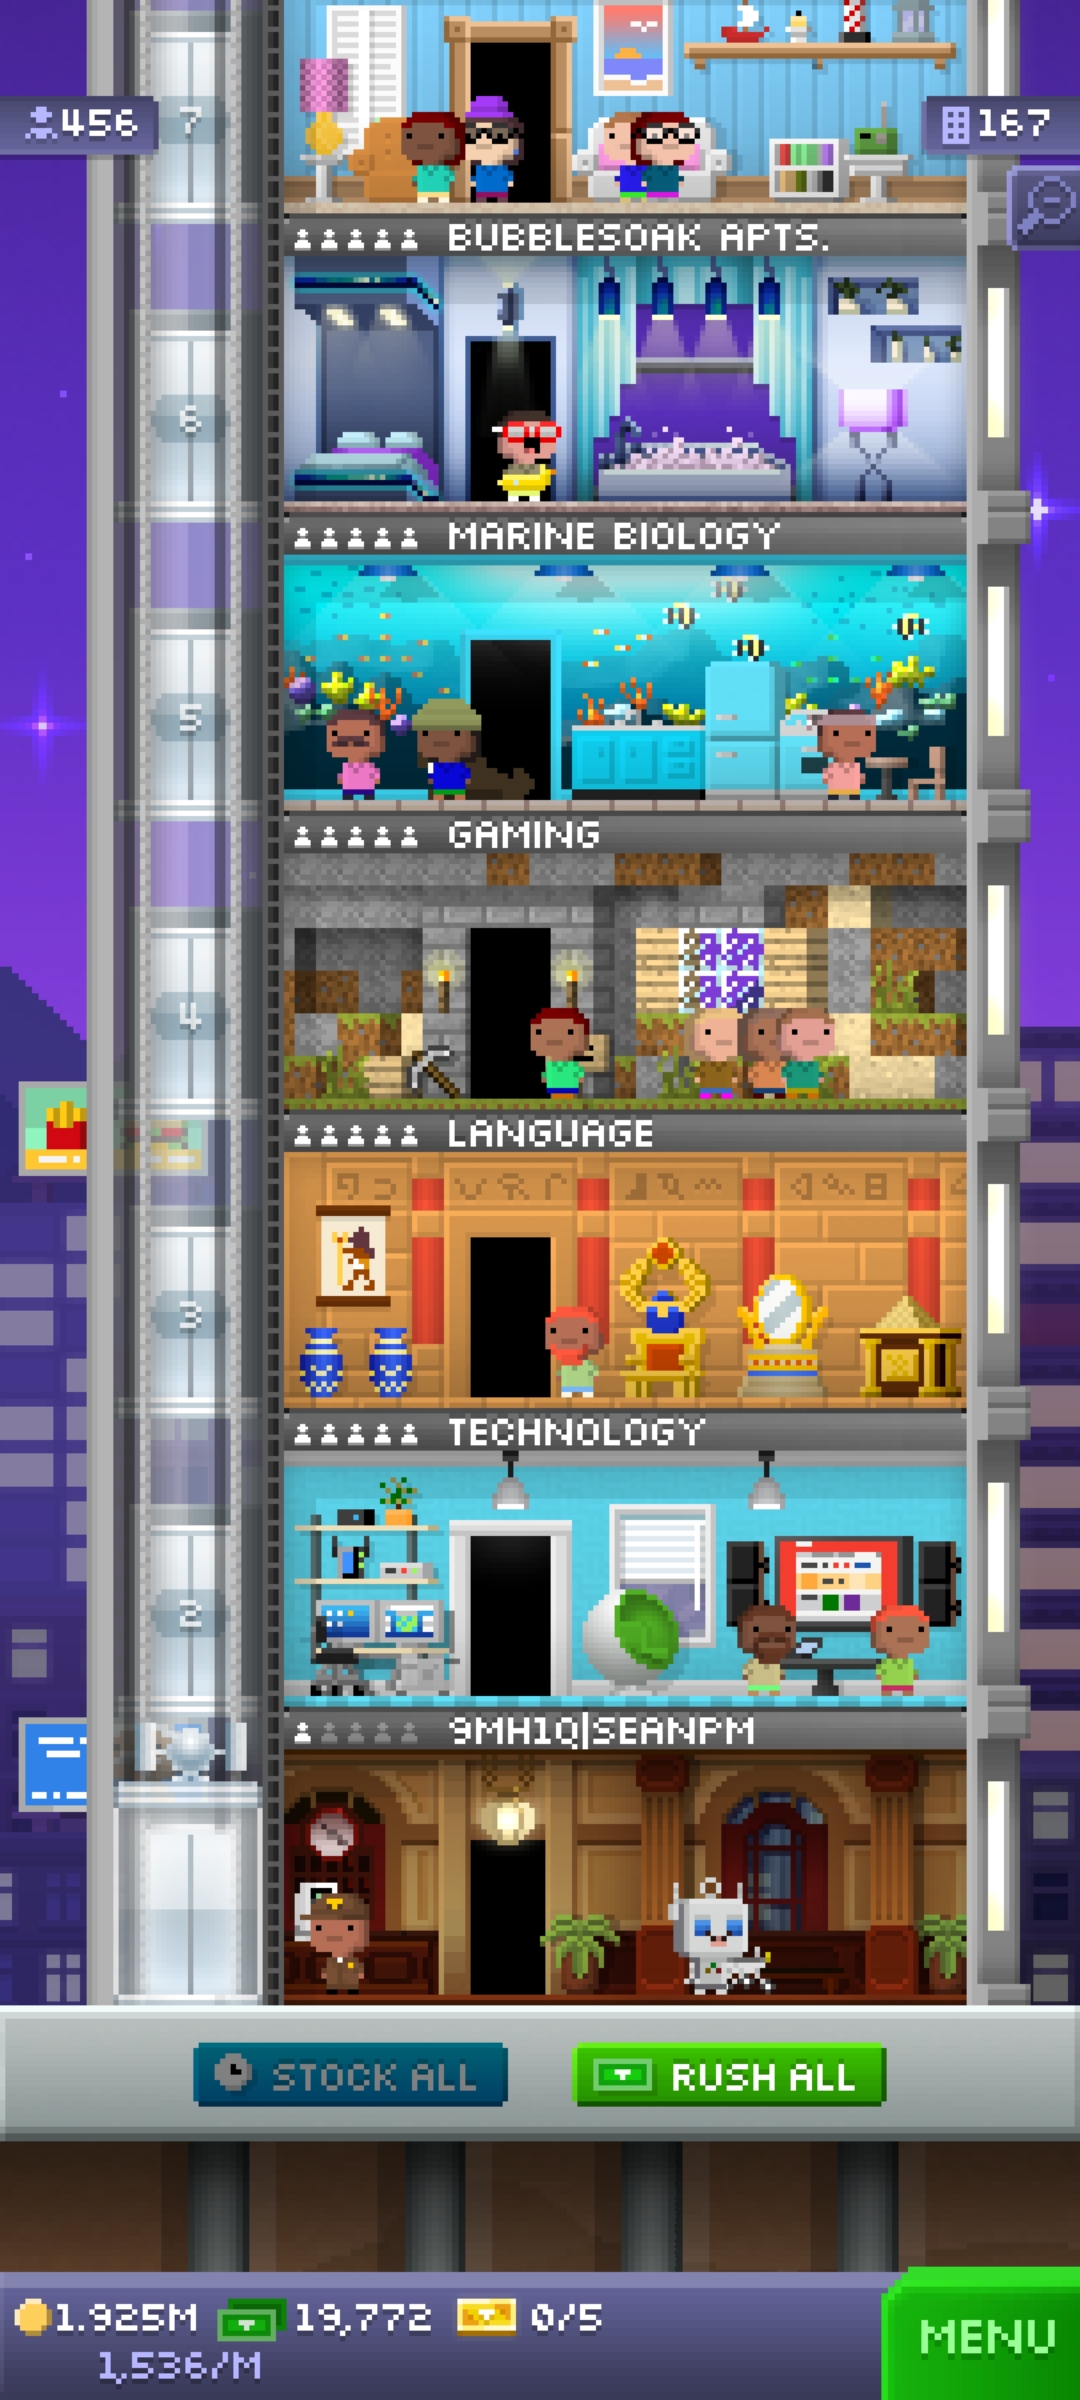 456
7
167
BUBBLESOAK APTS.
6
MARINE BIOLOGY
5
GAMING
4
LANGUAGE
3
TECHNOLOGY
2
9MH1Q|SEANPM
STOCK ALL
RUSH ALL
1.925M
19,772
0/5
1,536/M
MENU